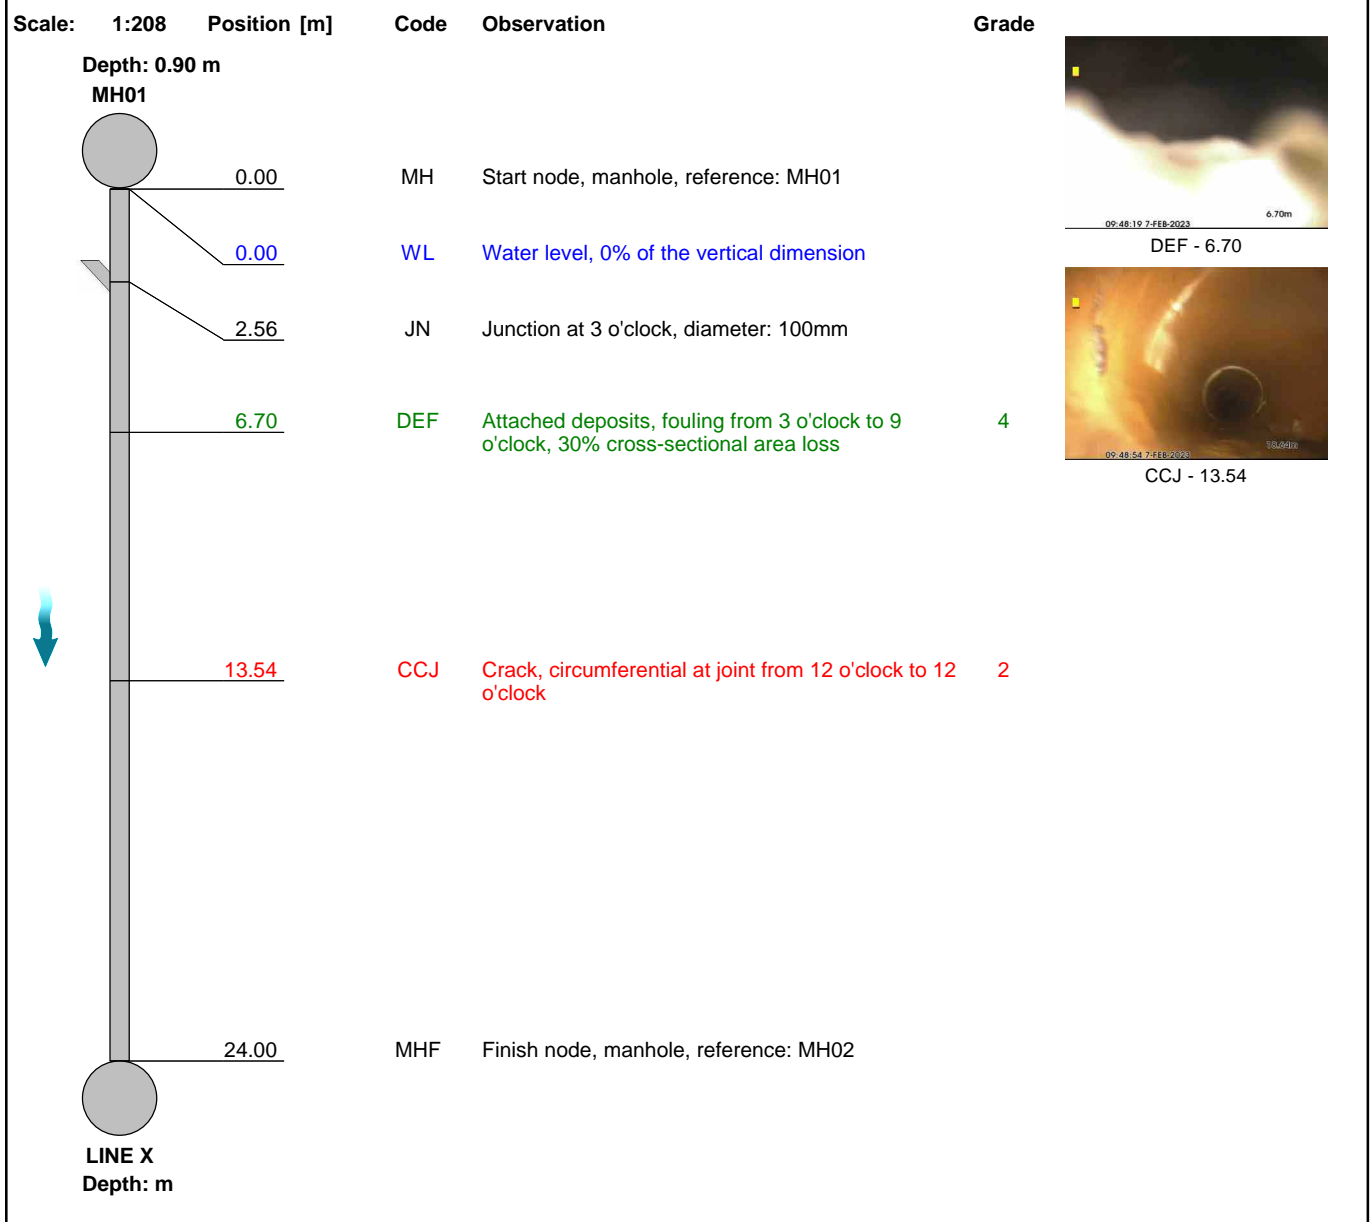 Scale: 1:208 Position [m] Code Observation Grade
Depth: 0.90 m
MH01
0.00 MH Start node, manhole, reference: MH01
0.00 WL Water level, 0% of the vertical dimension
2.56 JN Junction at 3 o'clock, diameter: 100mm
6.70 DEF Attached deposits, fouling from 3 o'clock to 9 4
o'clock, 30% cross-sectional area loss
13.54 CCJ Crack, circumferential at joint from 12 o'clock to 12 2
o'clock
24.00 MHF Finish node, manhole, reference: MH02
LINE X
Depth: m
6.70m
09:48:19 7-FEB-2023
DEF - 6.70
09:48:54 7-FEB-2023
CCJ - 13.54